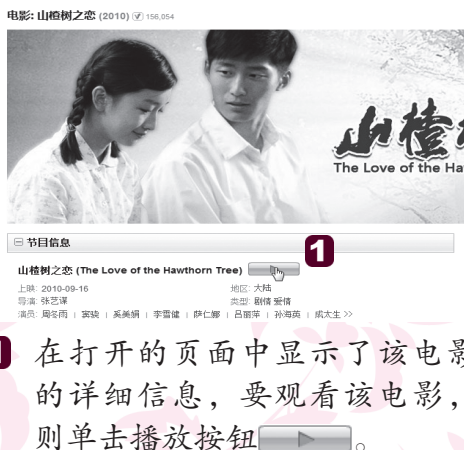 电影: 山楂树之恋 (2010) 156,054
山楂
The Love of the Ha
节目信息
1
山楂树之恋 (The Love of the Hawthorn Tree)
上映: 2010-09-16 地区: 大陆
导演: 张艺谋 类型: 剧情 爱情
演员: 周冬雨 | 窦骁 | 奚美娟 | 李雪健 | 萨仁娜 | 吕丽萍 | 孙海英 | 成太生 >>
在打开的页面中显示了该电影
的详细信息，要观看该电影，
则单击播放按钮。